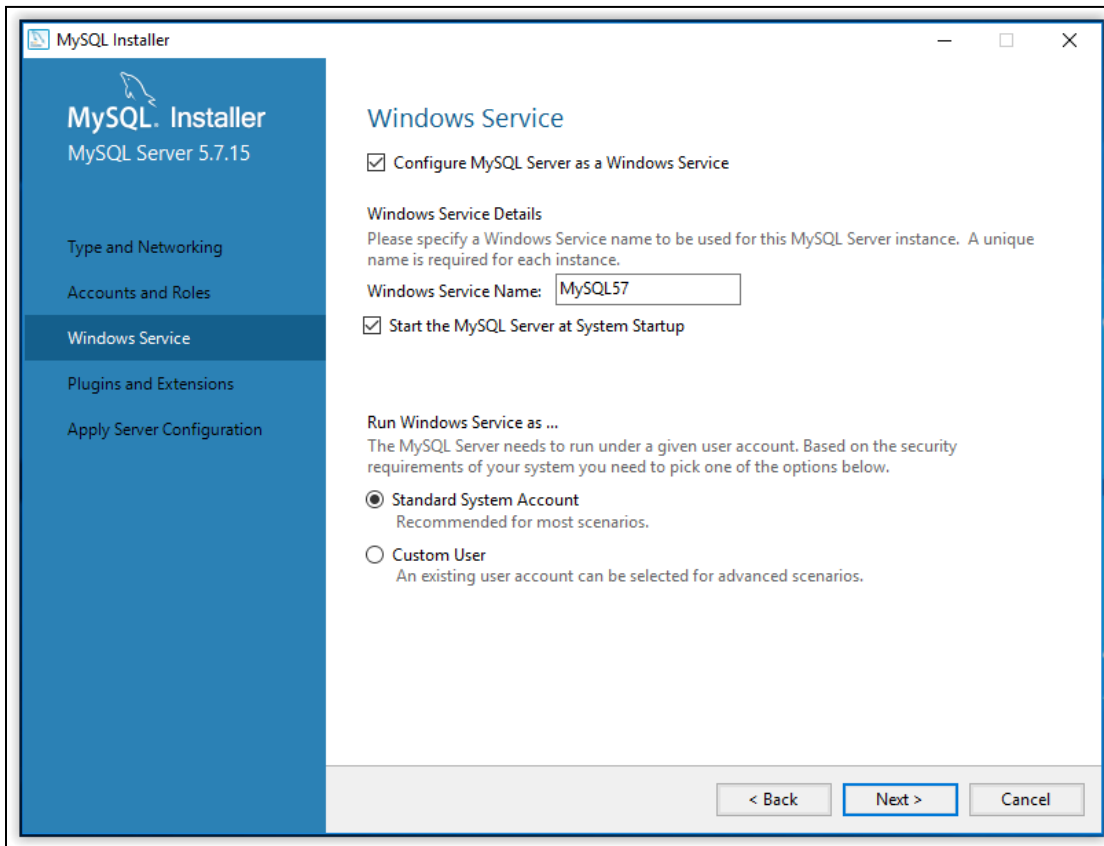 MySQL Installer
MySQL. Installer
MySQL Server 5.7.15
Type and Networking
Accounts and Roles
Windows Service
Plugins and Extensions
Apply Server Configuration
Windows Service
Configure MySQL Server as a Windows Service
Windows Service Details
Please specify a Windows Service name to be used for this MySQL Server instance. A unique
name is required for each instance.
Windows Service Name: MySQL57
Start the MySQL Server at System Startup
Run Windows Service as ...
The MySQL Server needs to run under a given user account. Based on the security
requirements of your system you need to pick one of the options below.
Standard System Account
Recommended for most scenarios.
Custom User
An existing user account can be selected for advanced scenarios.
< Back Next > Cancel